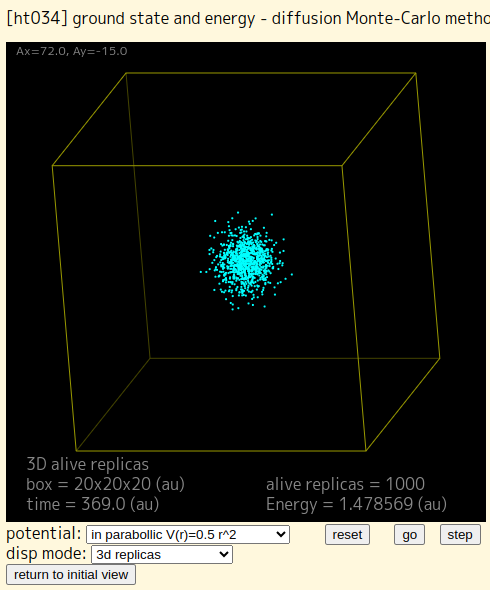 [ht034] ground state and energy - diffusion Monte-Carlo metho
Ax=72.0, Ay=-15.0
3D alive replicas
box = 20x20x20 (au)
alive replicas = 1000
time = 369.0 (au)
Energy = 1.478569 (au)
potential: in parabollic V(r)=0.5 r^2 reset go step
disp mode: 3d replicas
return to initial view